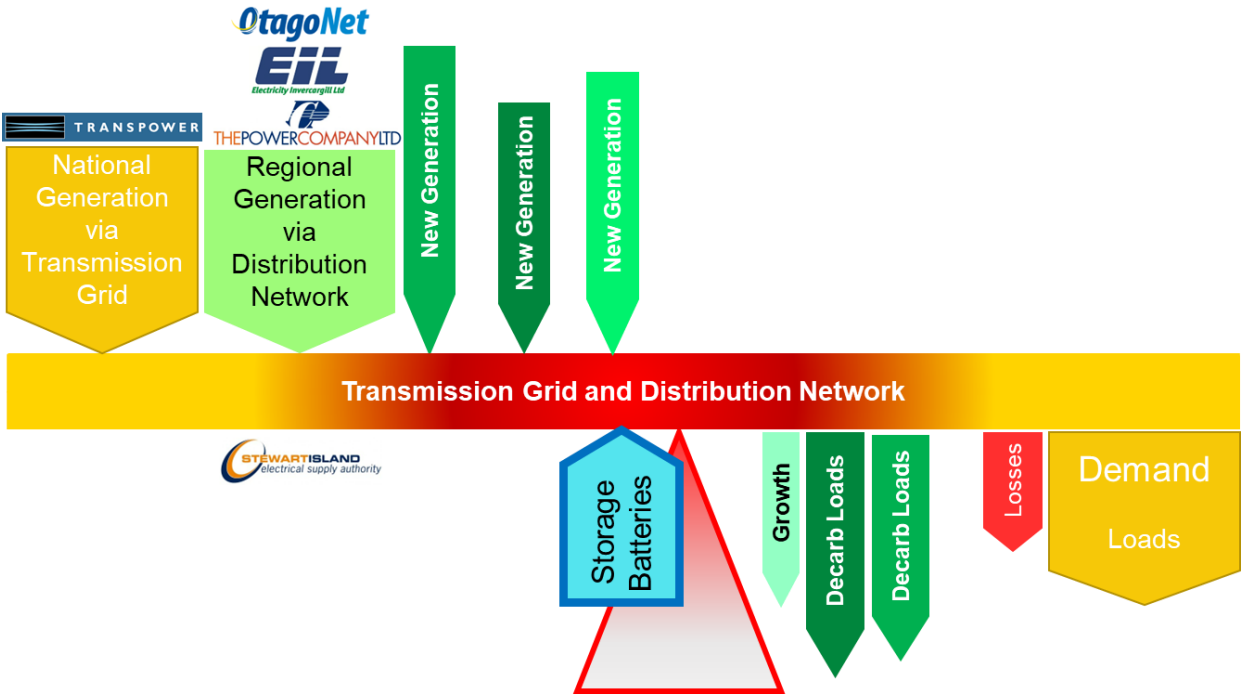 OtagoNet
EIL
Electricity Invercargill Ltd
TRANSPOWER
THEPOWERCOMPANYLTD
National
Generation
via
Transmission
Grid
Regional
Generation
via
Distribution
Network
New Generation
New Generation
New Generation
Transmission Grid and Distribution Network
STEWARTISLAND
electrical supply authority
Storage
Batteries
Growth
Decarb Loads
Decarb Loads
Losses
Demand
Loads